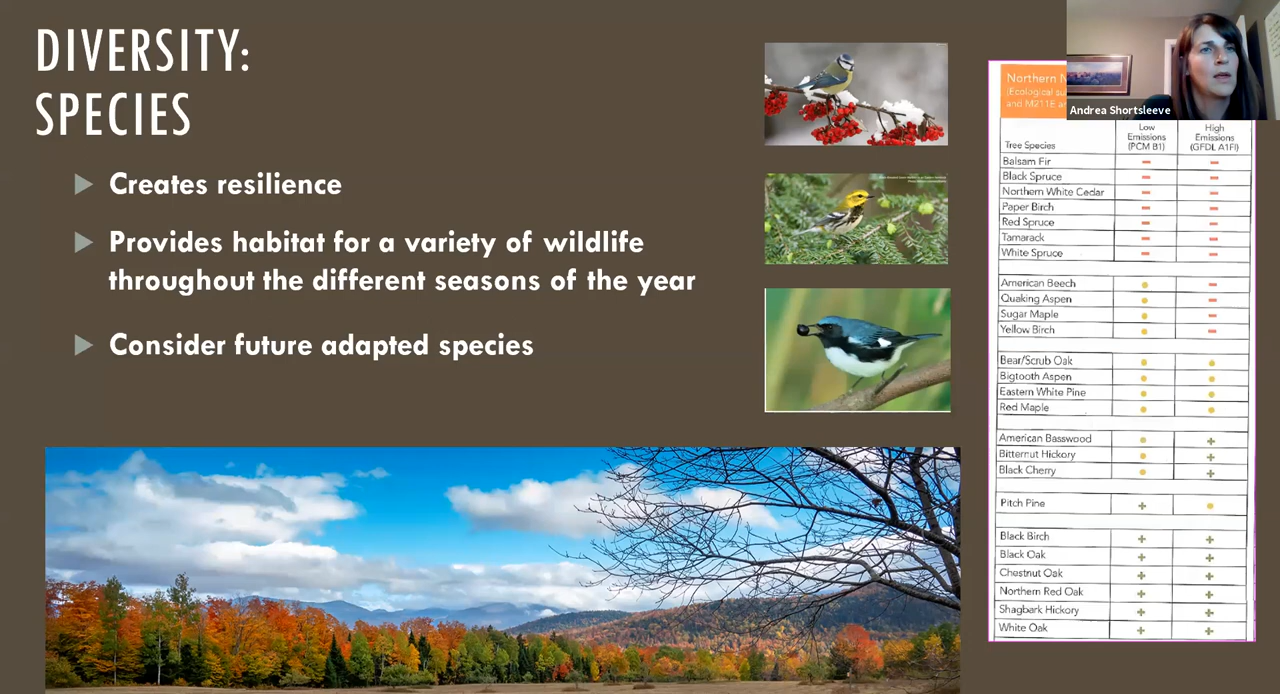 DIVERSITY:
SPECIES
Creates resilience
Provides habitat for a variety of wildlife
throughout the different seasons of the year
Consider future adapted species
Andrea Shortsleeve
Northern
(Ecological
and M211E
Tree Species
Low
Emissions
(PCM B1)
High
Emissions
(GFDL A1FI)
Balsam Fir - -
Black Spruce - -
Northern White Cedar - -
Paper Birch - -
Red Spruce - -
Tamarack - -
White Spruce - -
American Beech • -
Quaking Aspen • -
Sugar Maple • -
Yellow Birch • -
Bear/Scrub Oak • •
Bigtooth Aspen • •
Eastern White Pine • •
Red Maple • •
American Basswood • +
Bitternut Hickory • +
Black Cherry • +
Pitch Pine + •
Black Birch + +
Black Oak + +
Chestnut Oak + +
Northern Red Oak + +
Shagbark Hickory + +
White Oak + +